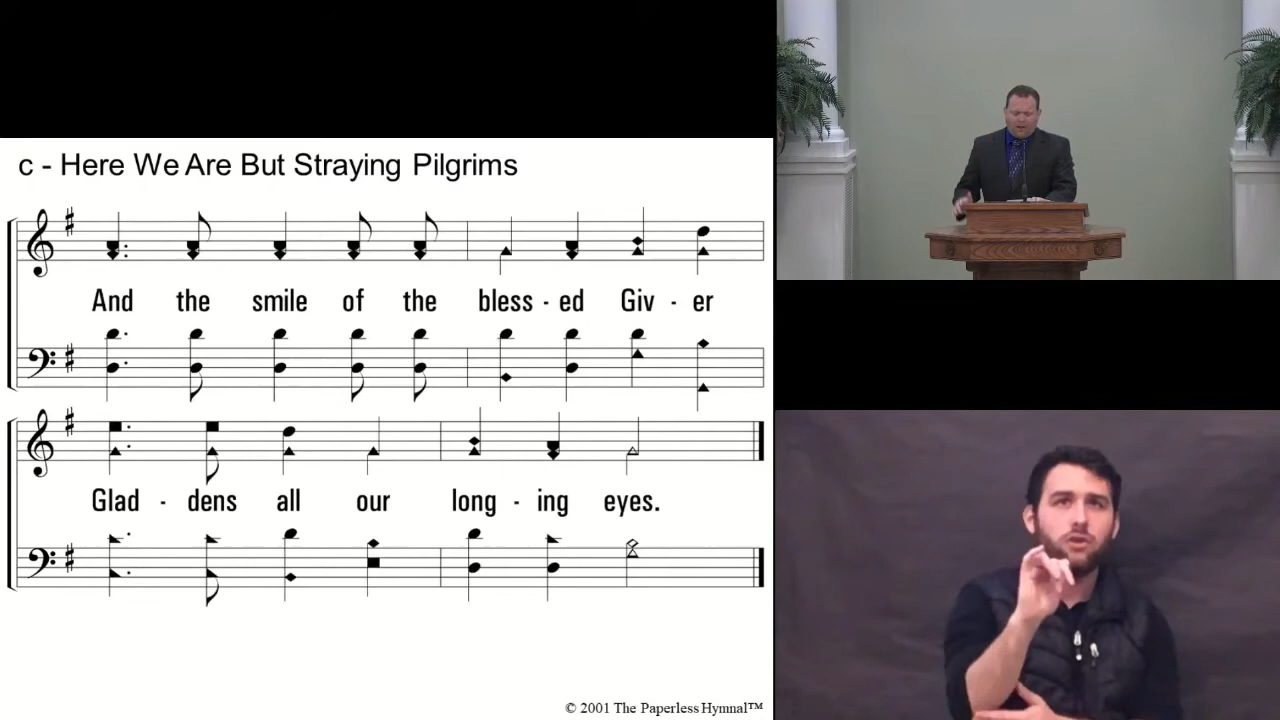 c - Here We Are But Straying Pilgrims
And the smile of the bless - ed Giv - er
Glad - dens all our long - ing eyes.
© 2001 The Paperless Hymnal™